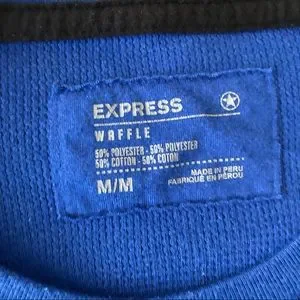 EXPRESS
WAFFLE
50% POLYESTER - 50% POLYESTER
50% COTTON - 50% COTON
M/M
MADE IN PERU
FABRIQUÉ EN PÉROU